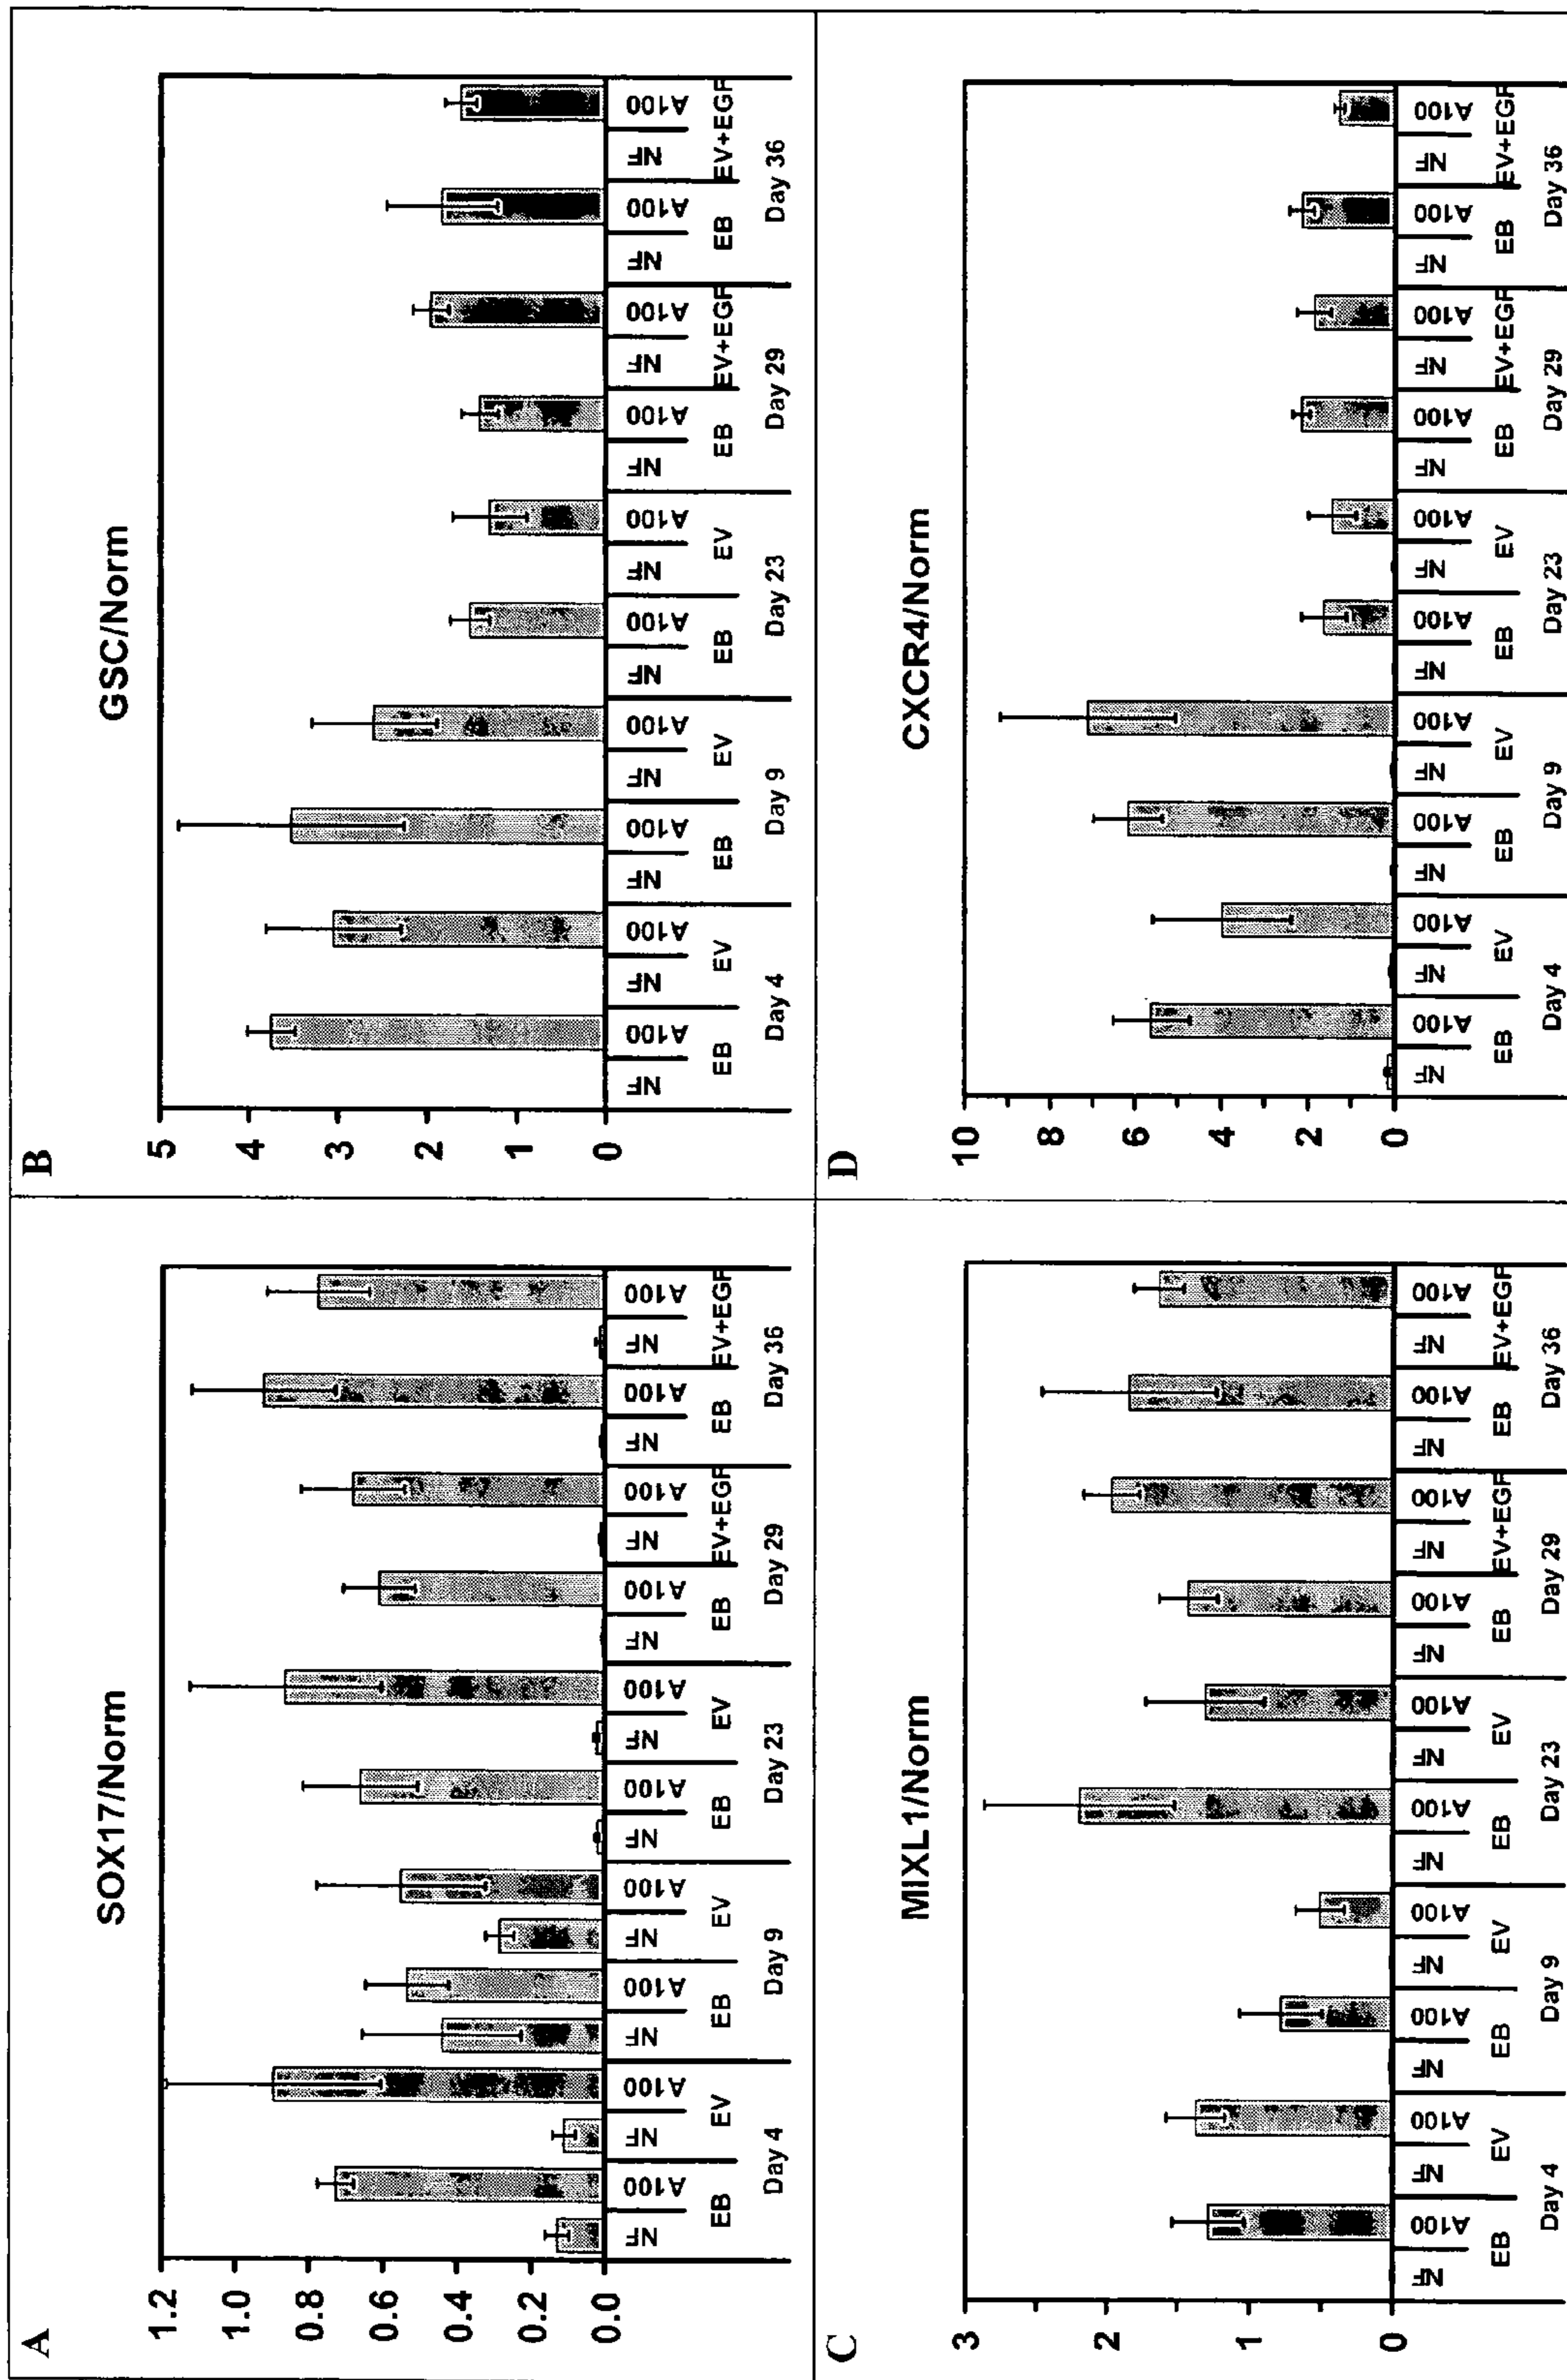 A
SOX17/Norm
1.2
1.0
0.8
0.6
0.4
0.2
0.0
NF A100 NF A100 NF A100 NF A100 NF A100 NF A100 NF A100 NF A100 NF A100 NF A100
EB EV EB EV EB EV EB EV+EGF EB EV+EGF
Day 4 Day 9 Day 23 Day 29 Day 36
B
GSC/Norm
5
4
3
2
1
0
NF A100 NF A100 NF A100 NF A100 NF A100 NF A100 NF A100 NF A100 NF A100 NF A100
EB EV EB EV EB EV EB EV+EGF EB EV+EGF
Day 4 Day 9 Day 23 Day 29 Day 36
C
MIXL1/Norm
3
2
1
0
NF A100 NF A100 NF A100 NF A100 NF A100 NF A100 NF A100 NF A100 NF A100 NF A100
EB EV EB EV EB EV EB EV+EGF EB EV+EGF
Day 4 Day 9 Day 23 Day 29 Day 36
D
CXCR4/Norm
10
8
6
4
2
0
NF A100 NF A100 NF A100 NF A100 NF A100 NF A100 NF A100 NF A100 NF A100 NF A100
EB EV EB EV EB EV EB EV+EGF EB EV+EGF
Day 4 Day 9 Day 23 Day 29 Day 36